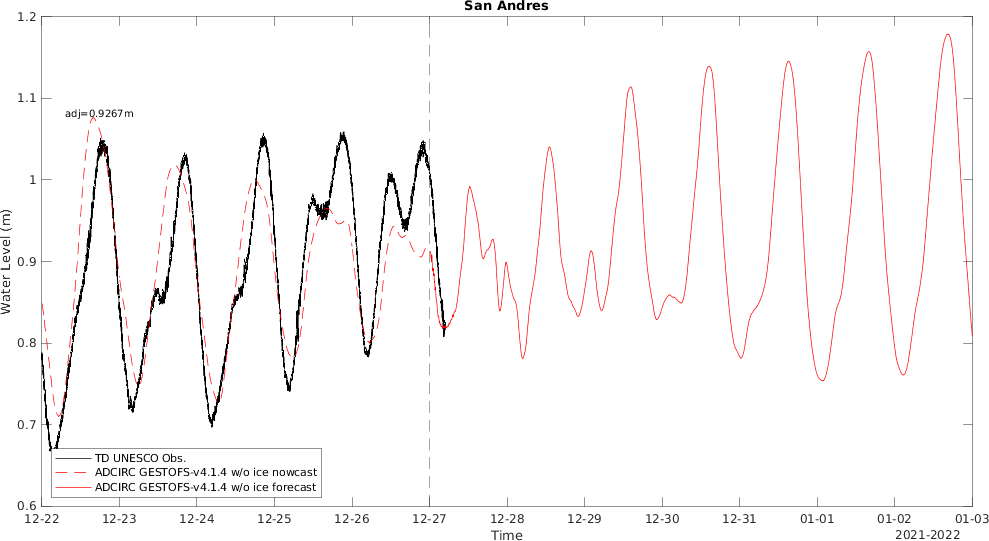 San Andres
1.2
1.1
1
0.9
0.8
0.7
0.6
Water Level (m)
adj=0.9267m
TD UNESCO Obs.
ADCIRC GESTOFS-v4.1.4 w/o ice nowcast
ADCIRC GESTOFS-v4.1.4 w/o ice forecast
12-22 12-23 12-24 12-25 12-26 12-27 12-28 12-29 12-30 12-31 01-01 01-02 01-03
Time
2021-2022